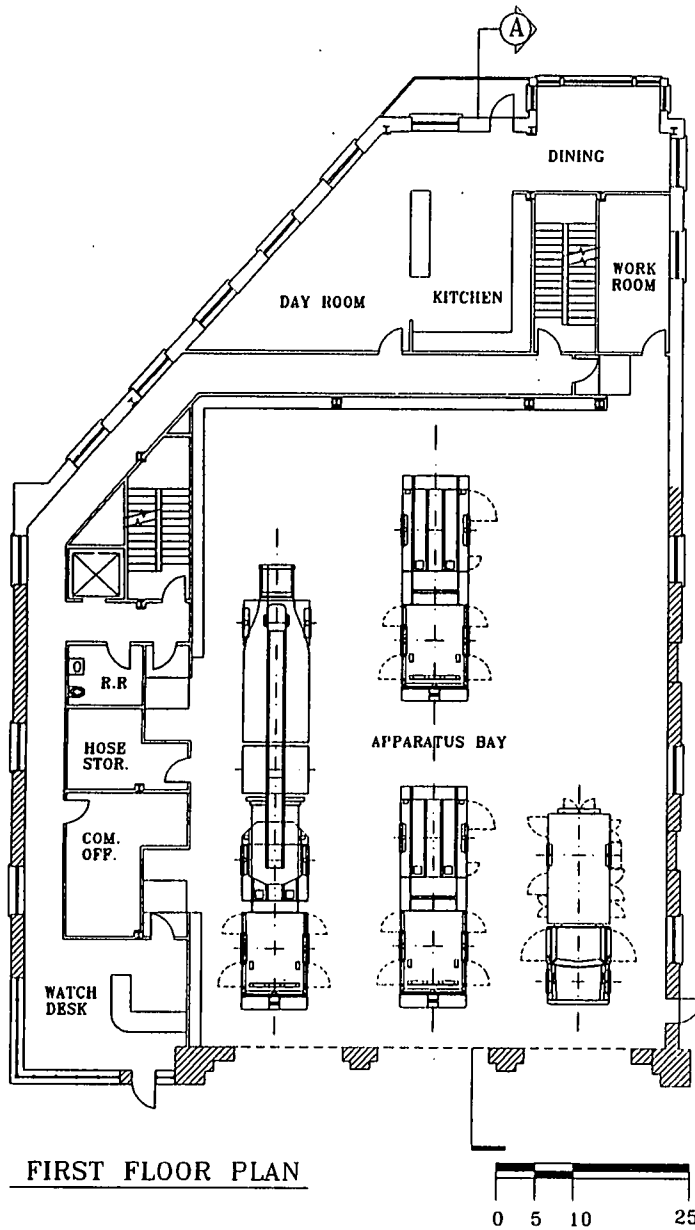 A
DINING
WORK
ROOM
DAY ROOM
KITCHEN
R.R
APPARATUS BAY
HOSE
STOR.
COM.
OFF.
WATCH
DESK
FIRST FLOOR PLAN
0 5 10 25